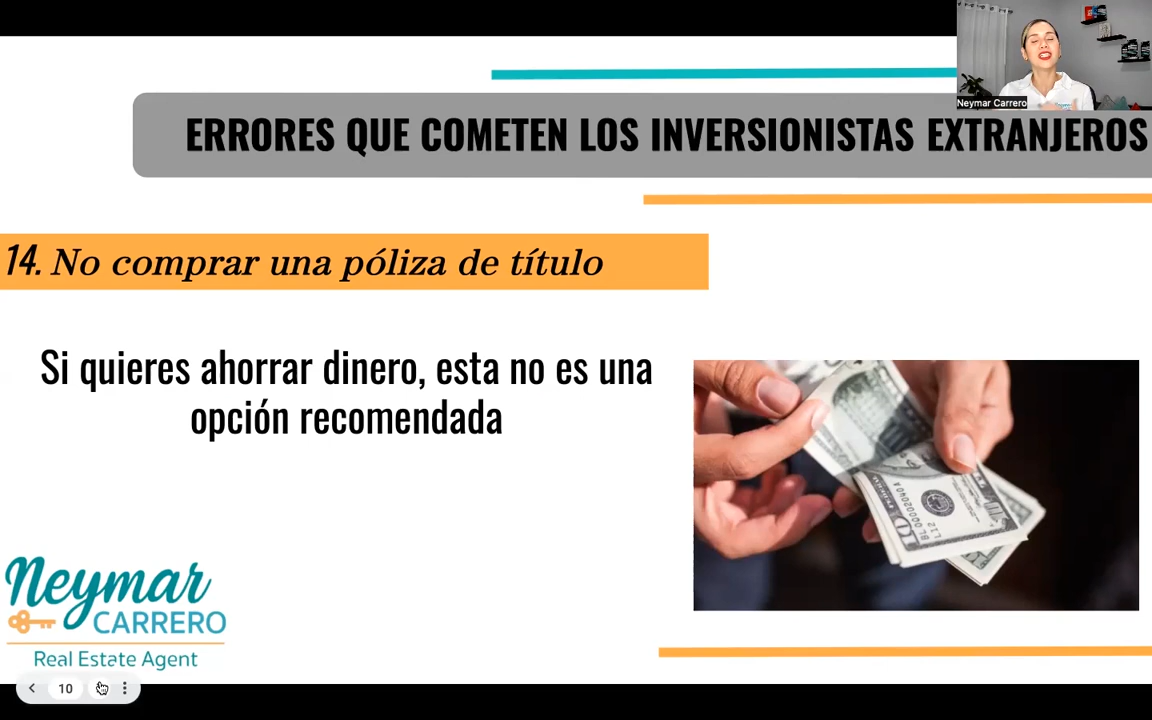 Neymar Carrero
ERRORES QUE COMETEN LOS INVERSIONISTAS EXTRANJEROS
14. No comprar una póliza de título
Si quieres ahorrar dinero, esta no es una
opción recomendada
Neymar
CARRERO
Real Estate Agent
10